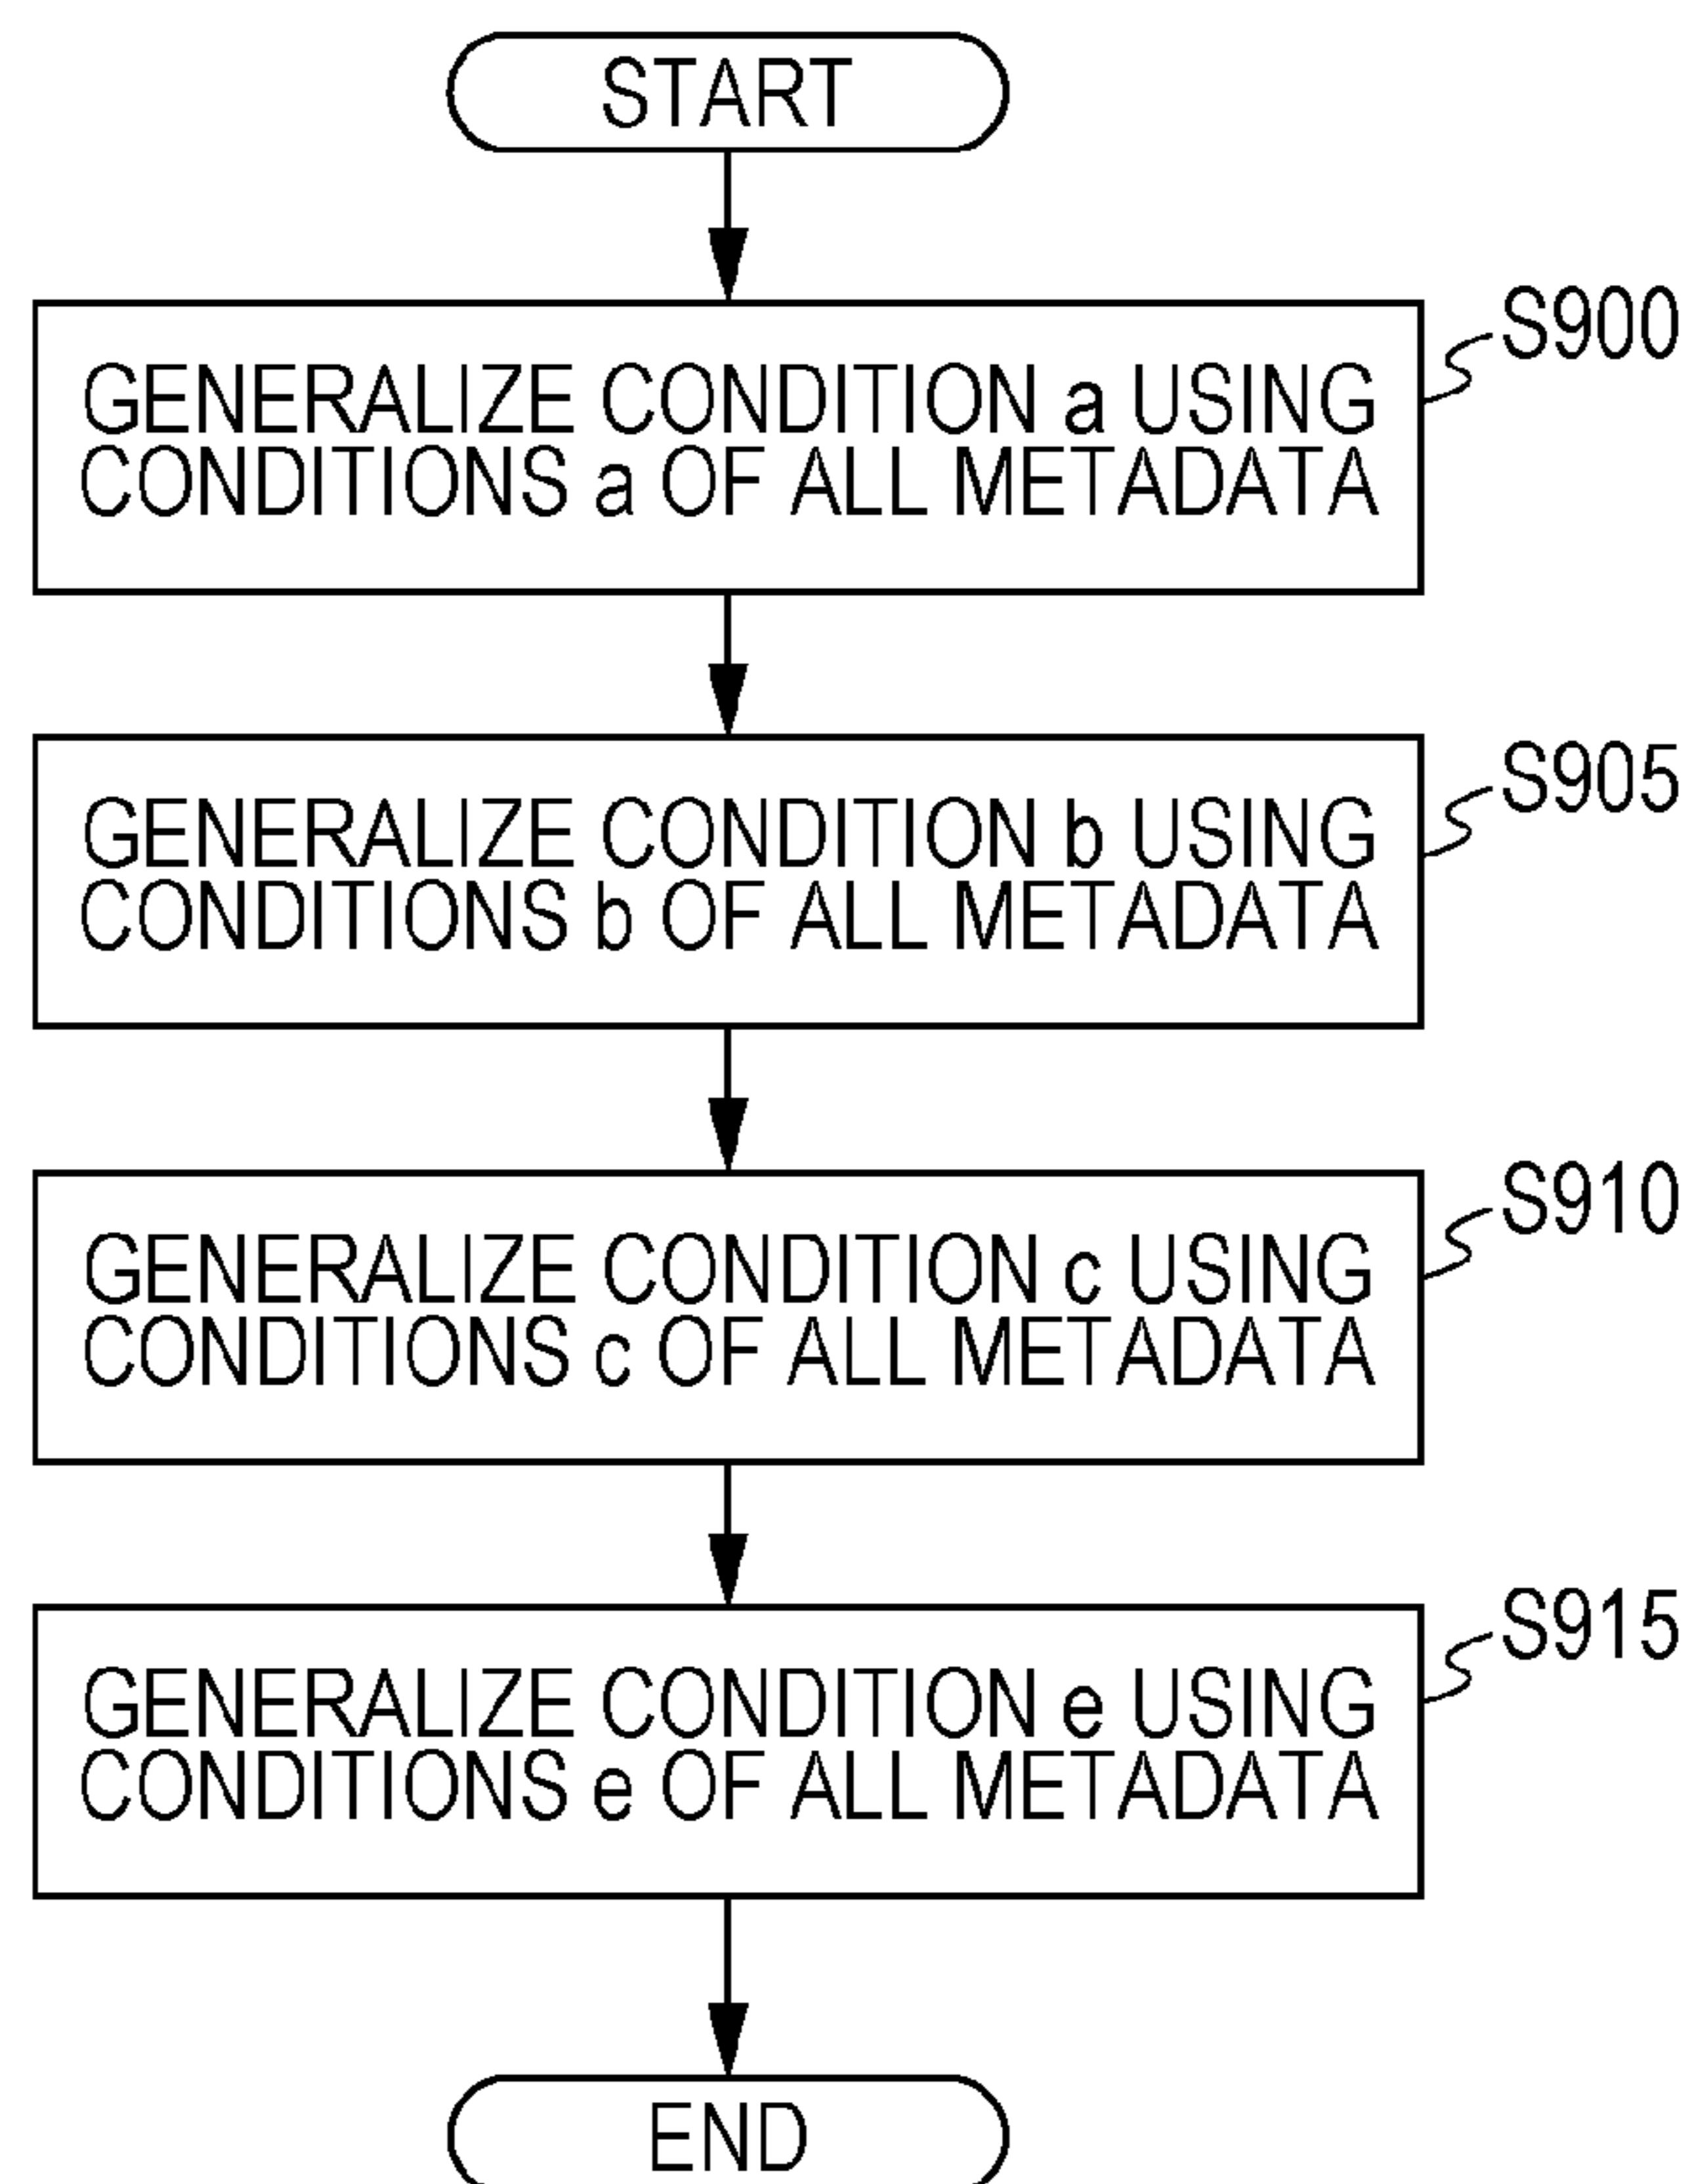 START
S900
GENERALIZE CONDITION a USING
CONDITIONS a OF ALL METADATA
S905
GENERALIZE CONDITION b USING
CONDITIONS b OF ALL METADATA
S910
GENERALIZE CONDITION c USING
CONDITIONS c OF ALL METADATA
S915
GENERALIZE CONDITION e USING
CONDITIONS e OF ALL METADATA
END